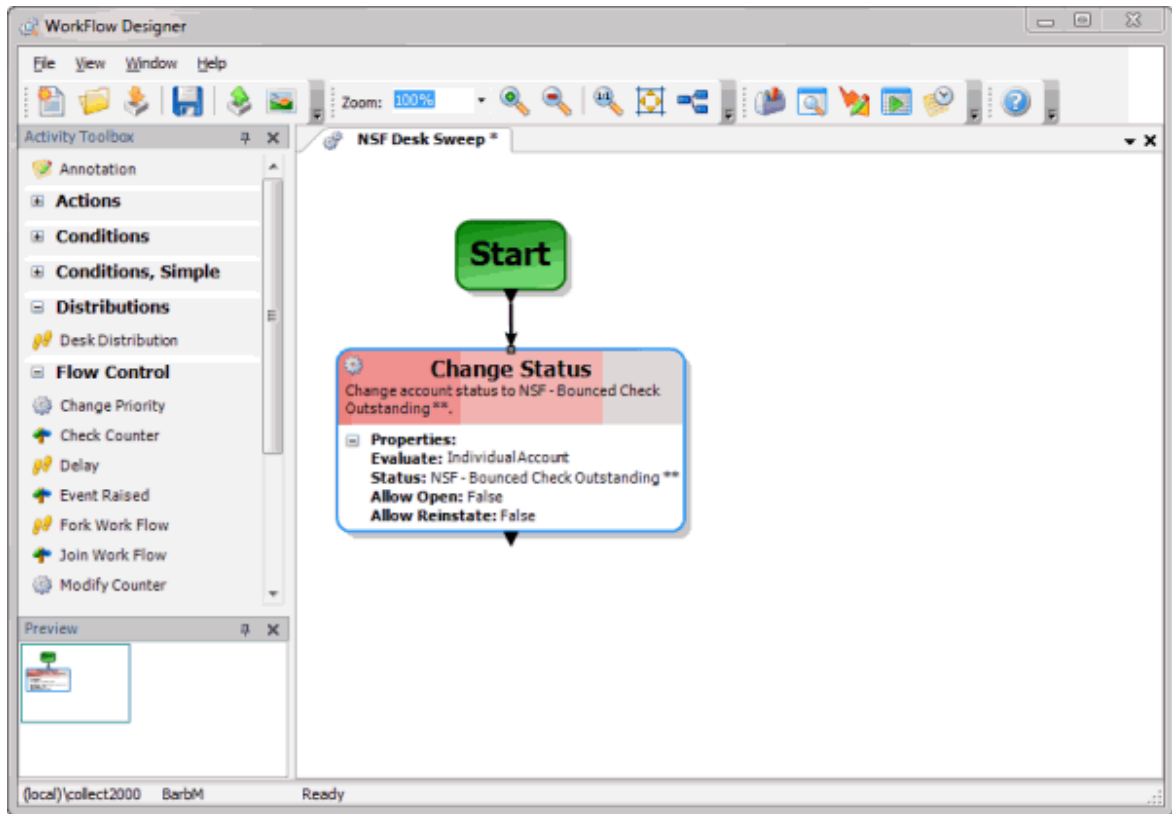 WorkFlow Designer
File View Window Help
Zoom: 100%
Activity Toolbox
NSF Desk Sweep *
Annotation
Actions
Conditions
Conditions, Simple
Distributions
Desk Distribution
Flow Control
Change Priority
Check Counter
Delay
Event Raised
Fork Work Flow
Join Work Flow
Modify Counter
Start
Change Status
Change account status to NSF - Bounced Check
Outstanding **.
Properties:
Evaluate: Individual Account
Status: NSF - Bounced Check Outstanding **
Allow Open: False
Allow Reinstate: False
Preview
(local)\collect2000 BarbM Ready